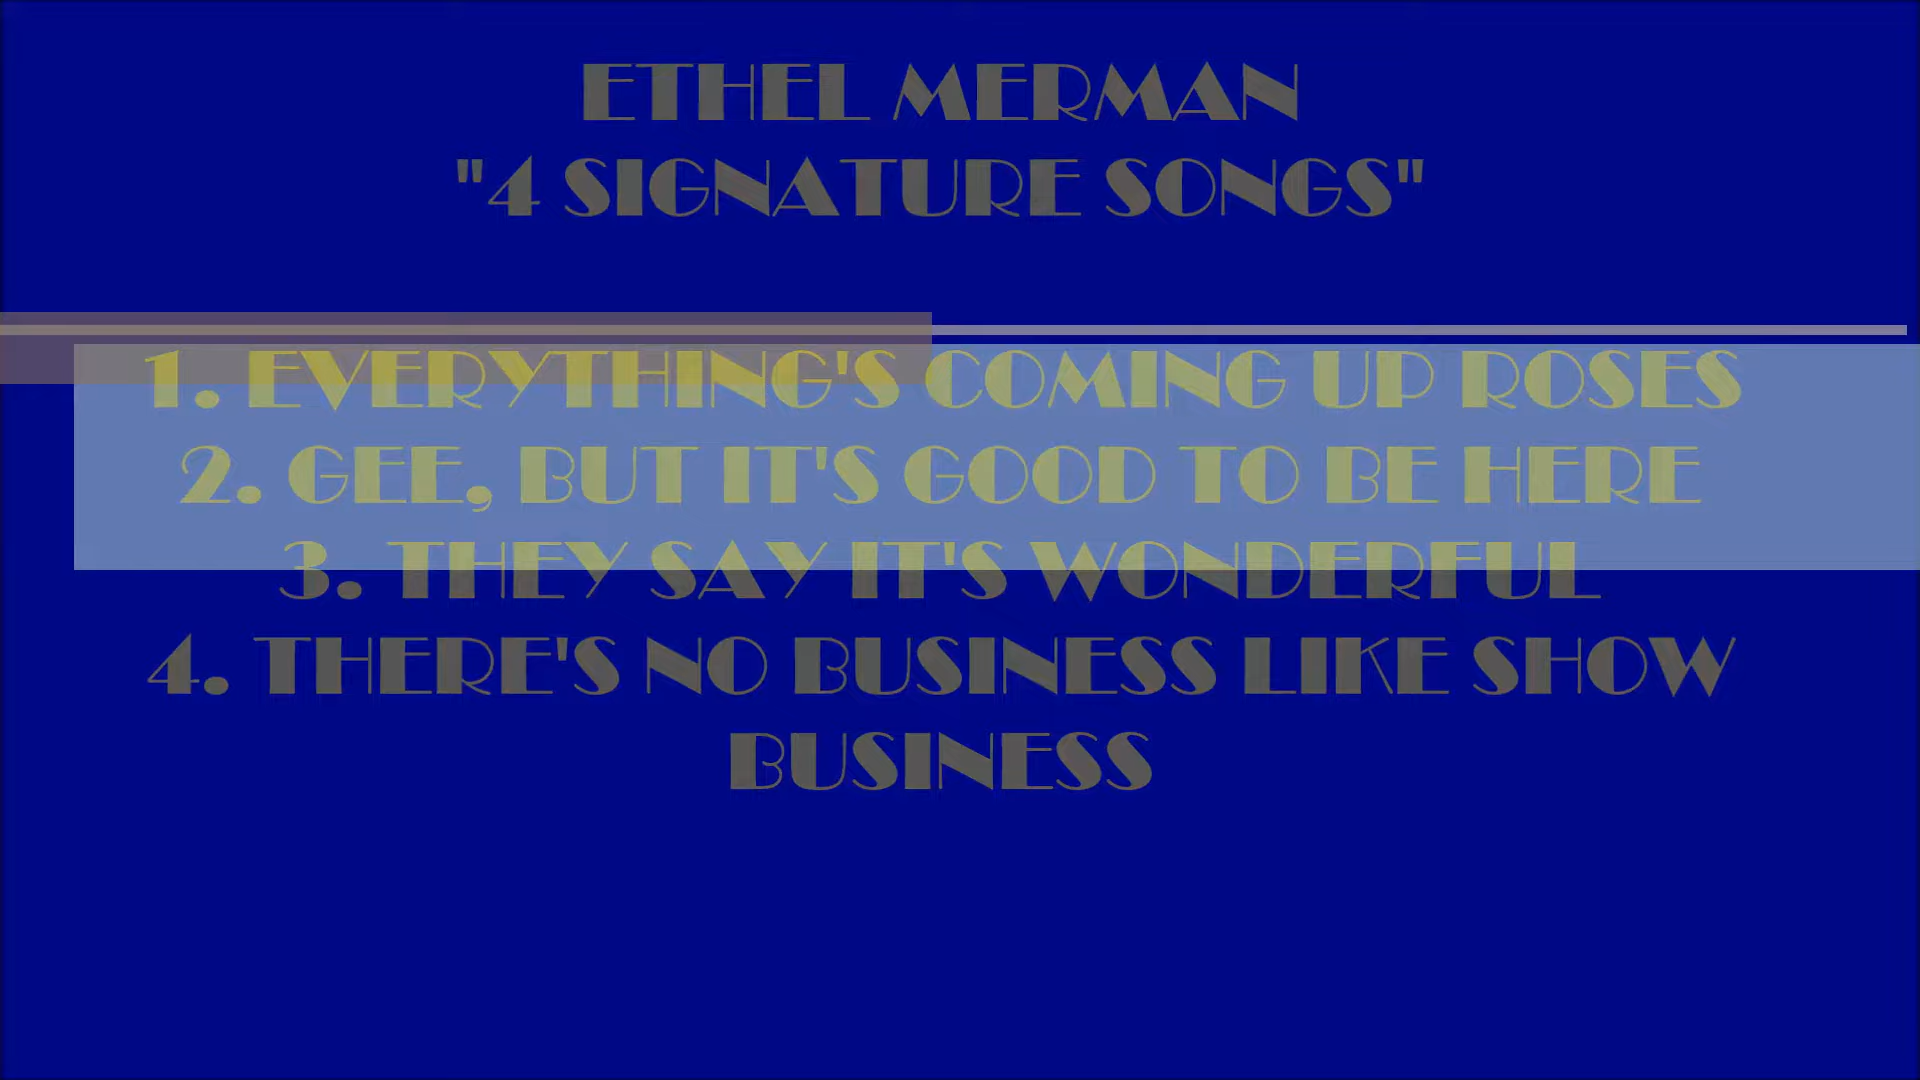 ETHEL MERMAN
"4 SIGNATURE SONGS"
1. EVERYTHING'S COMING UP ROSES
2. GEE, BUT IT'S GOOD TO BE HERE
3. THEY SAY IT'S WONDERFUL
4. THERE'S NO BUSINESS LIKE SHOW
BUSINESS